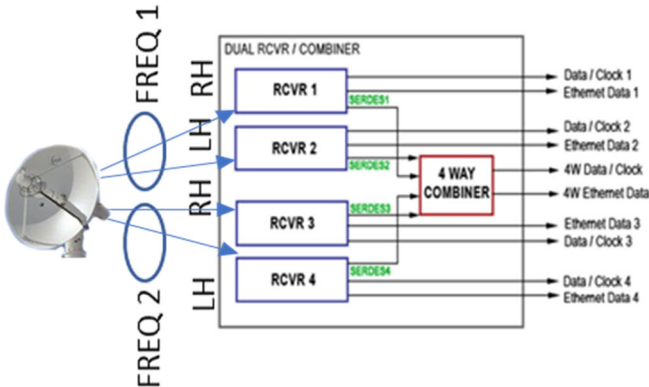 FREQ 1
FREQ 2
RH
LH
RH
LH
DUAL RCVR / COMBINER
RCVR 1
SERDES1
RCVR 2
SERDES2
RCVR 3
SERDES3
RCVR 4
SERDES4
4 WAY
COMBINER
Data / Clock 1
Ethernet Data 1
Data / Clock 2
Ethernet Data 2
4W Data / Clock
4W Ethernet Data
Ethernet Data 3
Data / Clock 3
Data / Clock 4
Ethernet Data 4